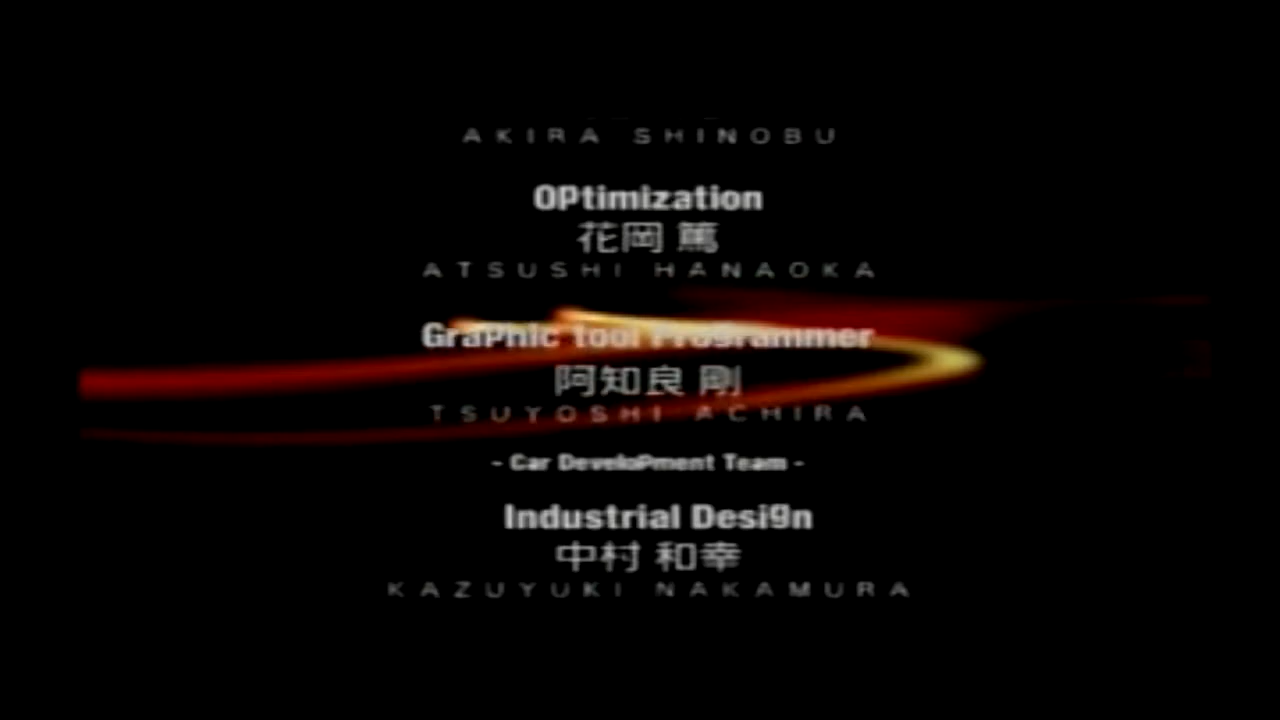 AKIRA SHINOBU
OPtimization
花岡 篤
ATSUSHI HANAOKA
GraPhic tool Programmer
阿知良 剛
TSUYOSHI ACHIRA
- Car DeveloPment Team -
Industrial Design
中村 和幸
KAZUYUKI NAKAMURA